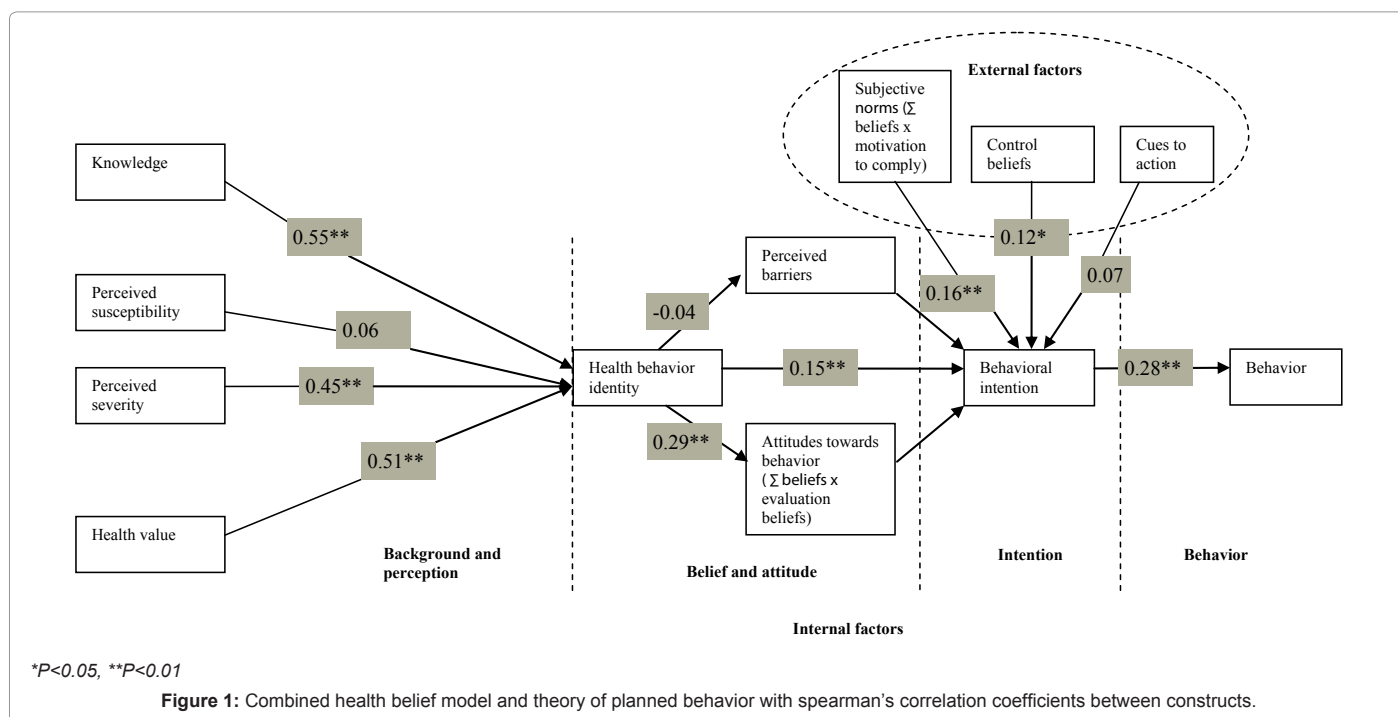 External factors
Subjective
norms (∑
beliefs x
motivation
to comply)
Control
beliefs
Cues to
action
Knowledge
0.55**
0.12*
Perceived
barriers
0.16**
0.07
Perceived
susceptibility
0.06
-0.04
Perceived
severity
0.45**
Health behavior
identity
0.15**
Behavioral
intention
0.28**
Behavior
0.29**
Attitudes towards
behavior
( ∑ beliefs x
evaluation
beliefs)
0.51**
Health value
Background and
perception
Belief and attitude
Intention
Behavior
Internal factors
*P<0.05, **P<0.01
Figure 1: Combined health belief model and theory of planned behavior with spearman's correlation coefficients between constructs.